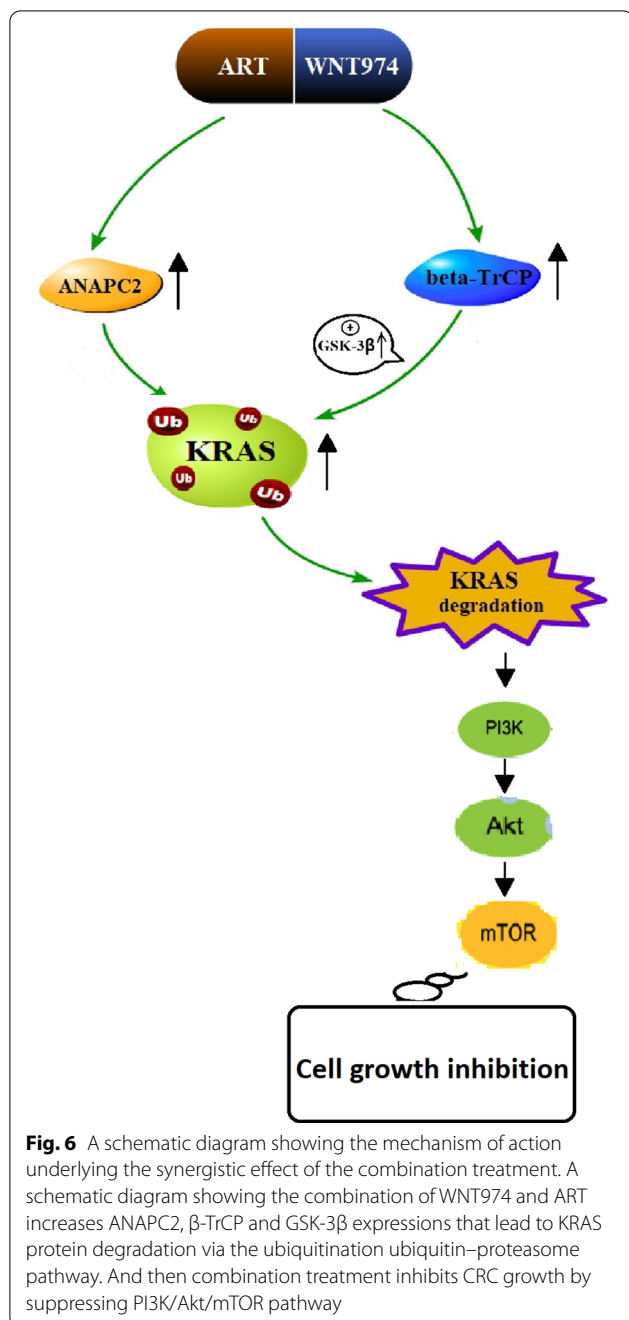 ART WNT974
ANAPC2
beta-TrCP
+
GSK-3β
Ub
Ub
KRAS
Ub
Ub
KRAS
degradation
PI3K
Akt
mTOR
Cell growth inhibition
Fig. 6 A schematic diagram showing the mechanism of action
underlying the synergistic effect of the combination treatment. A
schematic diagram showing the combination of WNT974 and ART
increases ANAPC2, β-TrCP and GSK-3β expressions that lead to KRAS
protein degradation via the ubiquitination ubiquitin–proteasome
pathway. And then combination treatment inhibits CRC growth by
suppressing PI3K/Akt/mTOR pathway